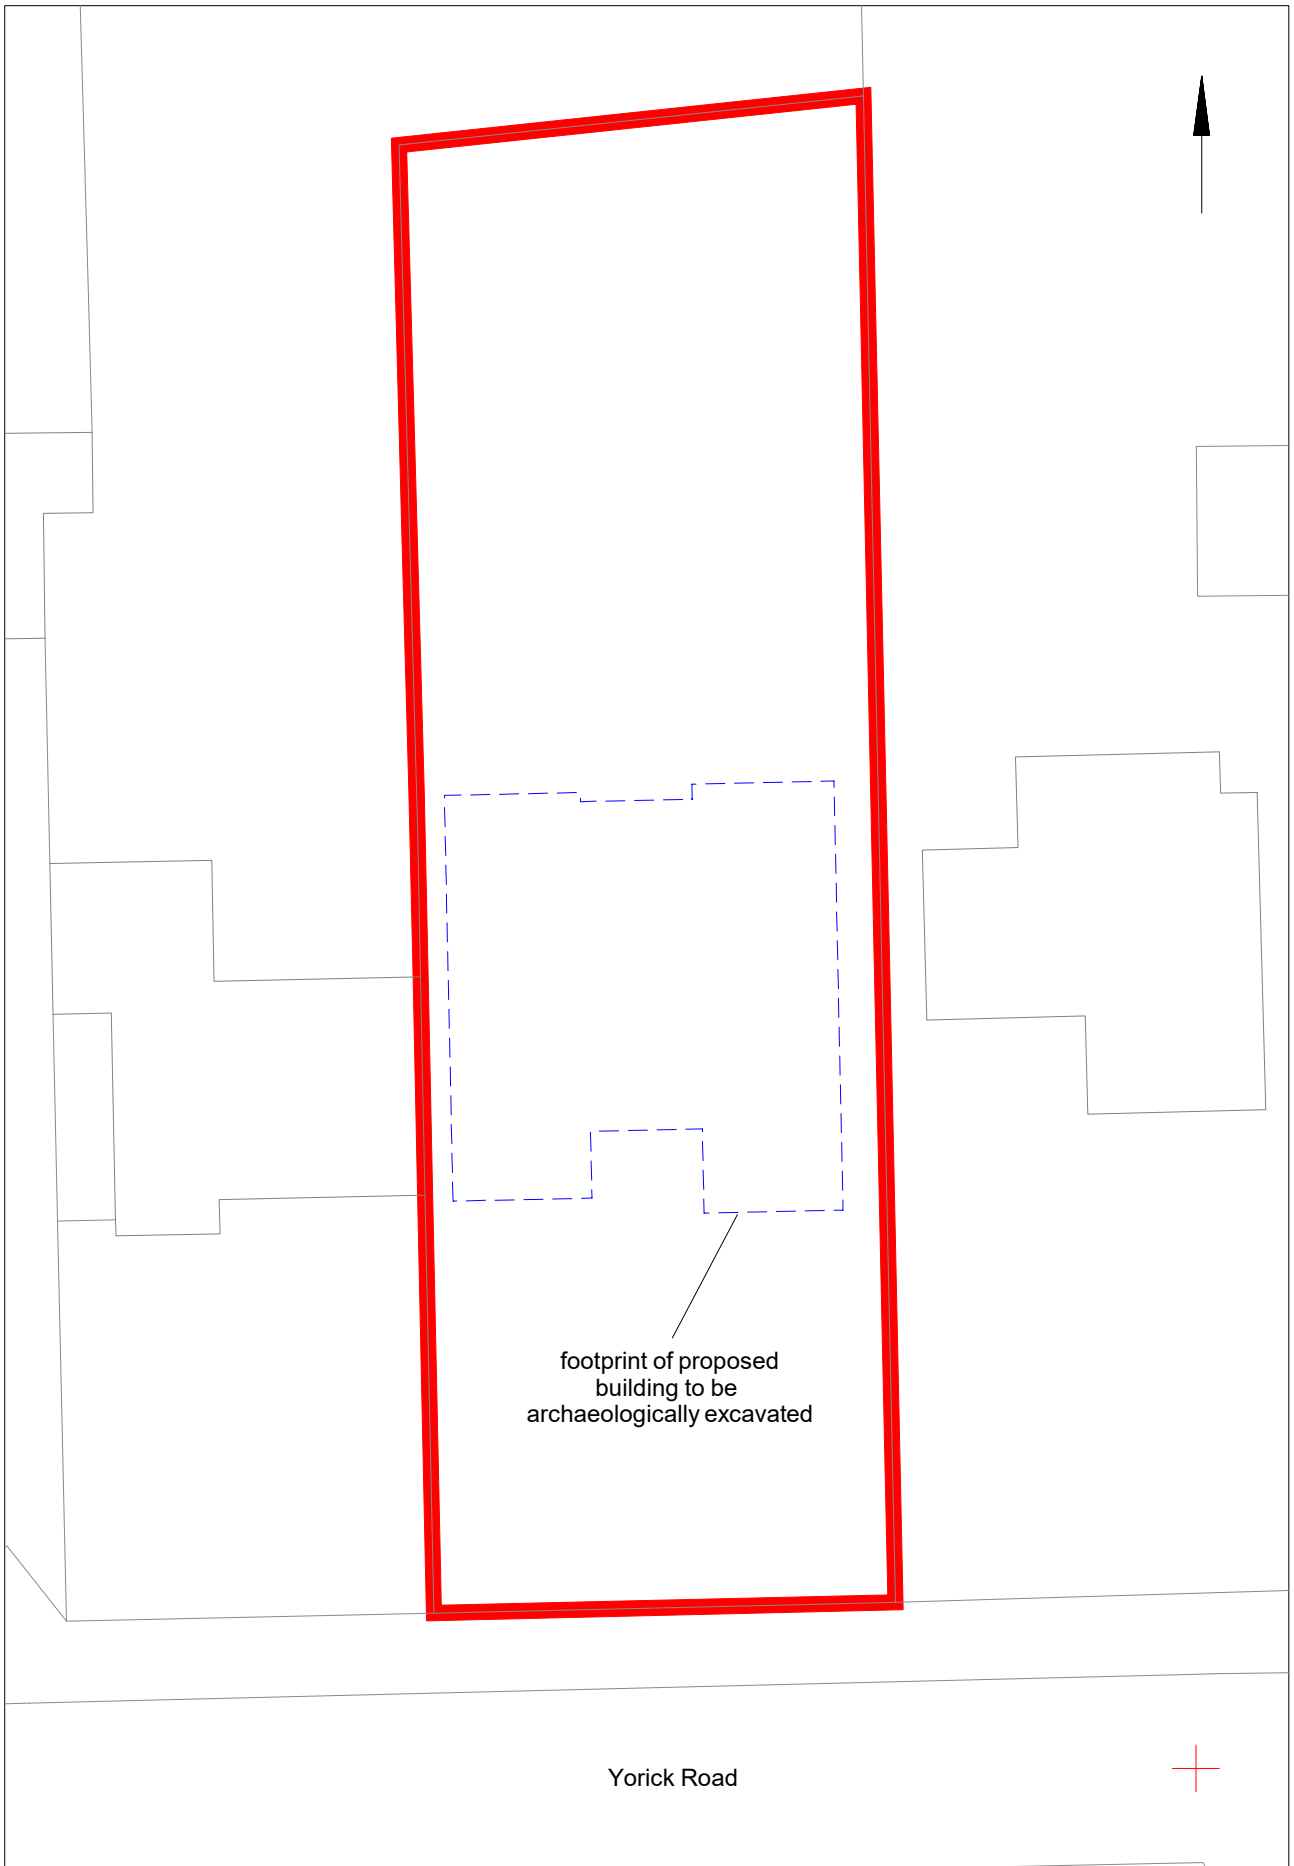 footprint of proposed
building to be
archaeologically excavated
Yorick Road